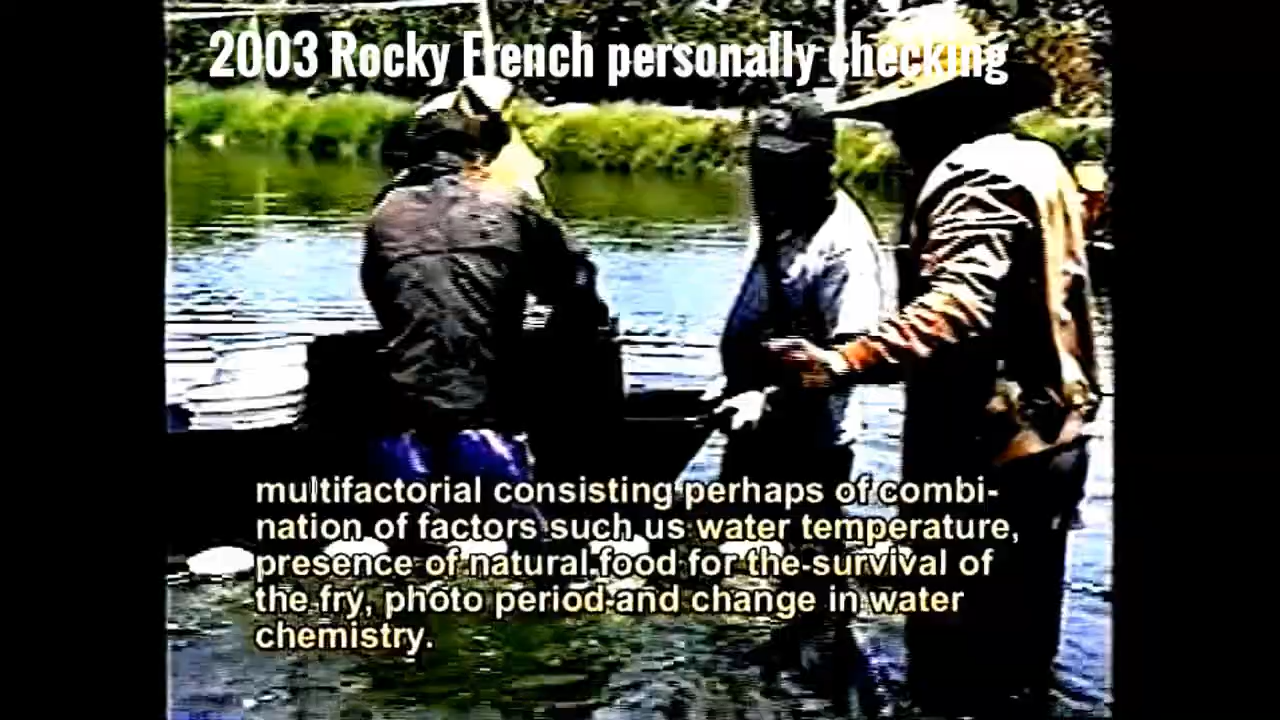 2003 Rocky French personally checking
multifactorial consisting perhaps of combi-
nation of factors such us water temperature,
presence of natural food for the survival of
the fry, photo period and change in water
chemistry.